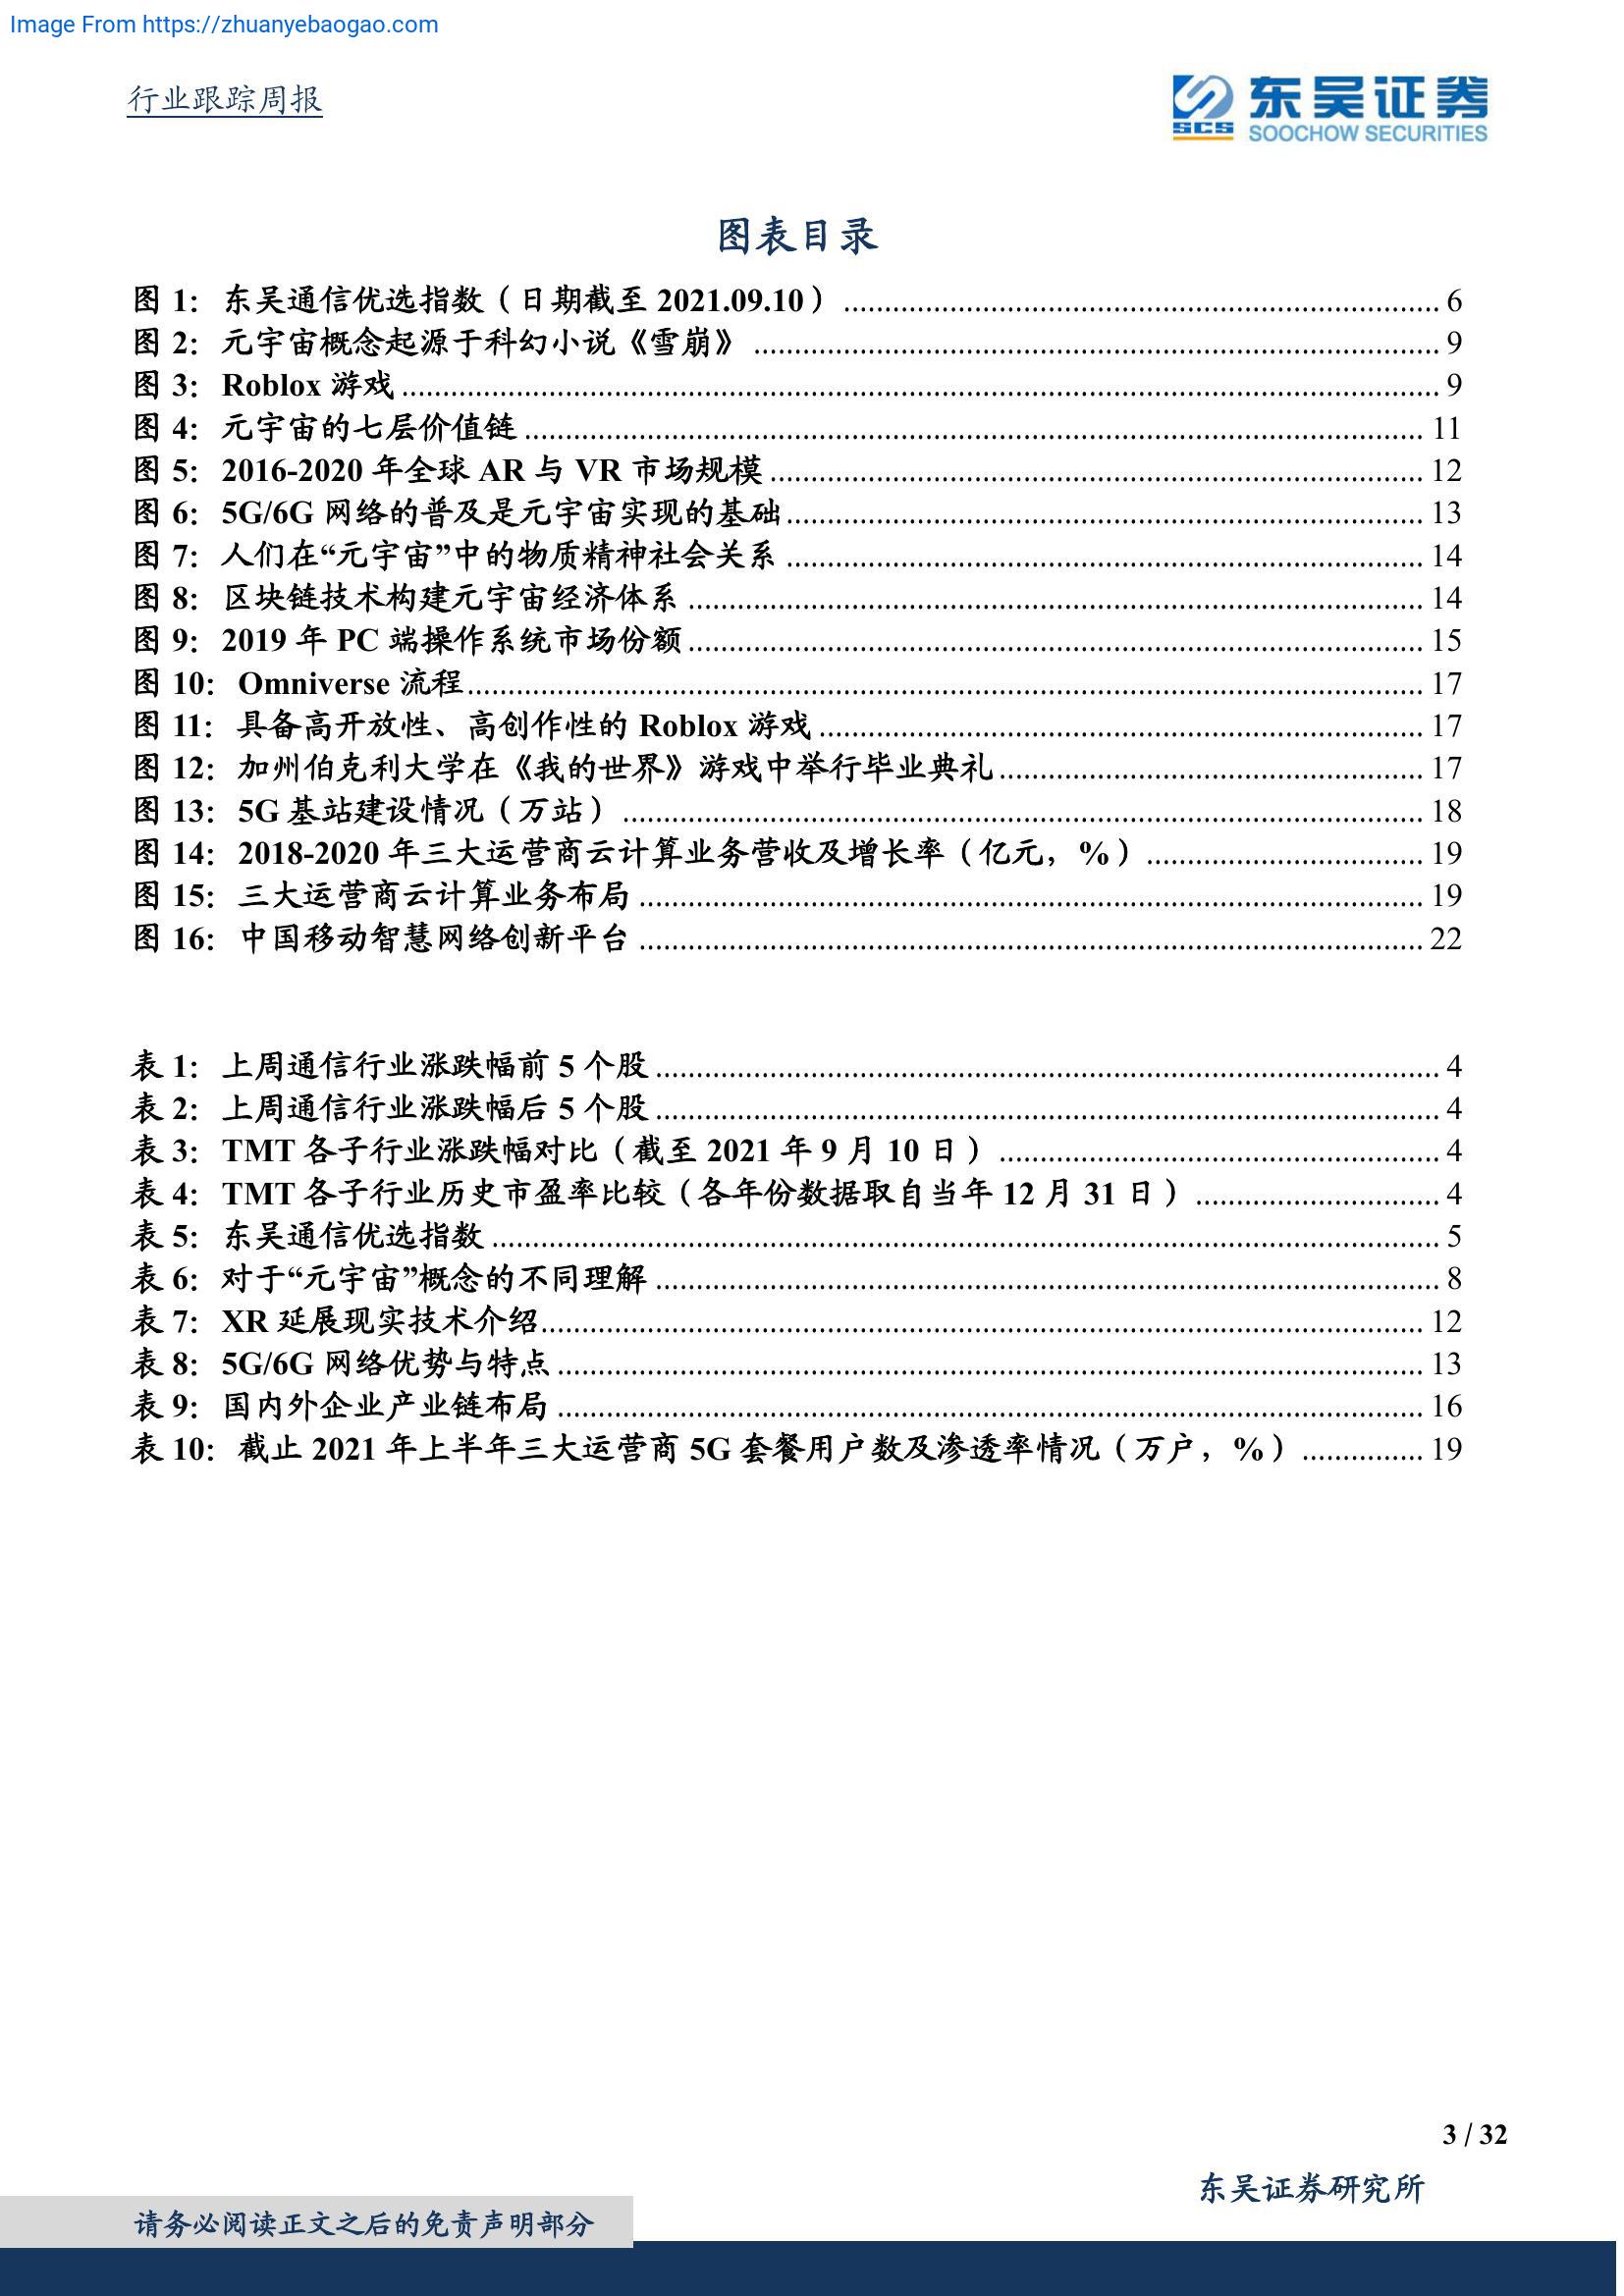 Image From https://zhuanyebaogao.com
行业跟踪周报
东吴证券
SCS
SOOCHOW SECURITIES
图表目录
图 1：东吴通信优选指数（日期截至 2021.09.10） 6
图 2：元宇宙概念起源于科幻小说《雪崩》 9
图 3：Roblox 游戏 9
图 4：元宇宙的七层价值链 11
图 5：2016-2020 年全球 AR 与 VR 市场规模 12
图 6：5G/6G 网络的普及是元宇宙实现的基础 13
图 7：人们在“元宇宙”中的物质精神社会关系 14
图 8：区块链技术构建元宇宙经济体系 14
图 9：2019 年 PC 端操作系统市场份额 15
图 10：Omniverse 流程 17
图 11：具备高开放性、高创作性的 Roblox 游戏 17
图 12：加州伯克利大学在《我的世界》游戏中举行毕业典礼 17
图 13：5G 基站建设情况（万站） 18
图 14：2018-2020 年三大运营商云计算业务营收及增长率（亿元，%） 19
图 15：三大运营商云计算业务布局 19
图 16：中国移动智慧网络创新平台 22
表 1：上周通信行业涨跌幅前 5 个股 4
表 2：上周通信行业涨跌幅后 5 个股 4
表 3：TMT 各子行业涨跌幅对比（截至 2021 年 9 月 10 日） 4
表 4：TMT 各子行业历史市盈率比较（各年份数据取自当年 12 月 31 日） 4
表 5：东吴通信优选指数 5
表 6：对于“元宇宙”概念的不同理解 8
表 7：XR 延展现实技术介绍 12
表 8：5G/6G 网络优势与特点 13
表 9：国内外企业产业链布局 16
表 10：截止 2021 年上半年三大运营商 5G 套餐用户数及渗透率情况（万户，%） 19
3 / 32
东吴证券研究所
请务必阅读正文之后的免责声明部分